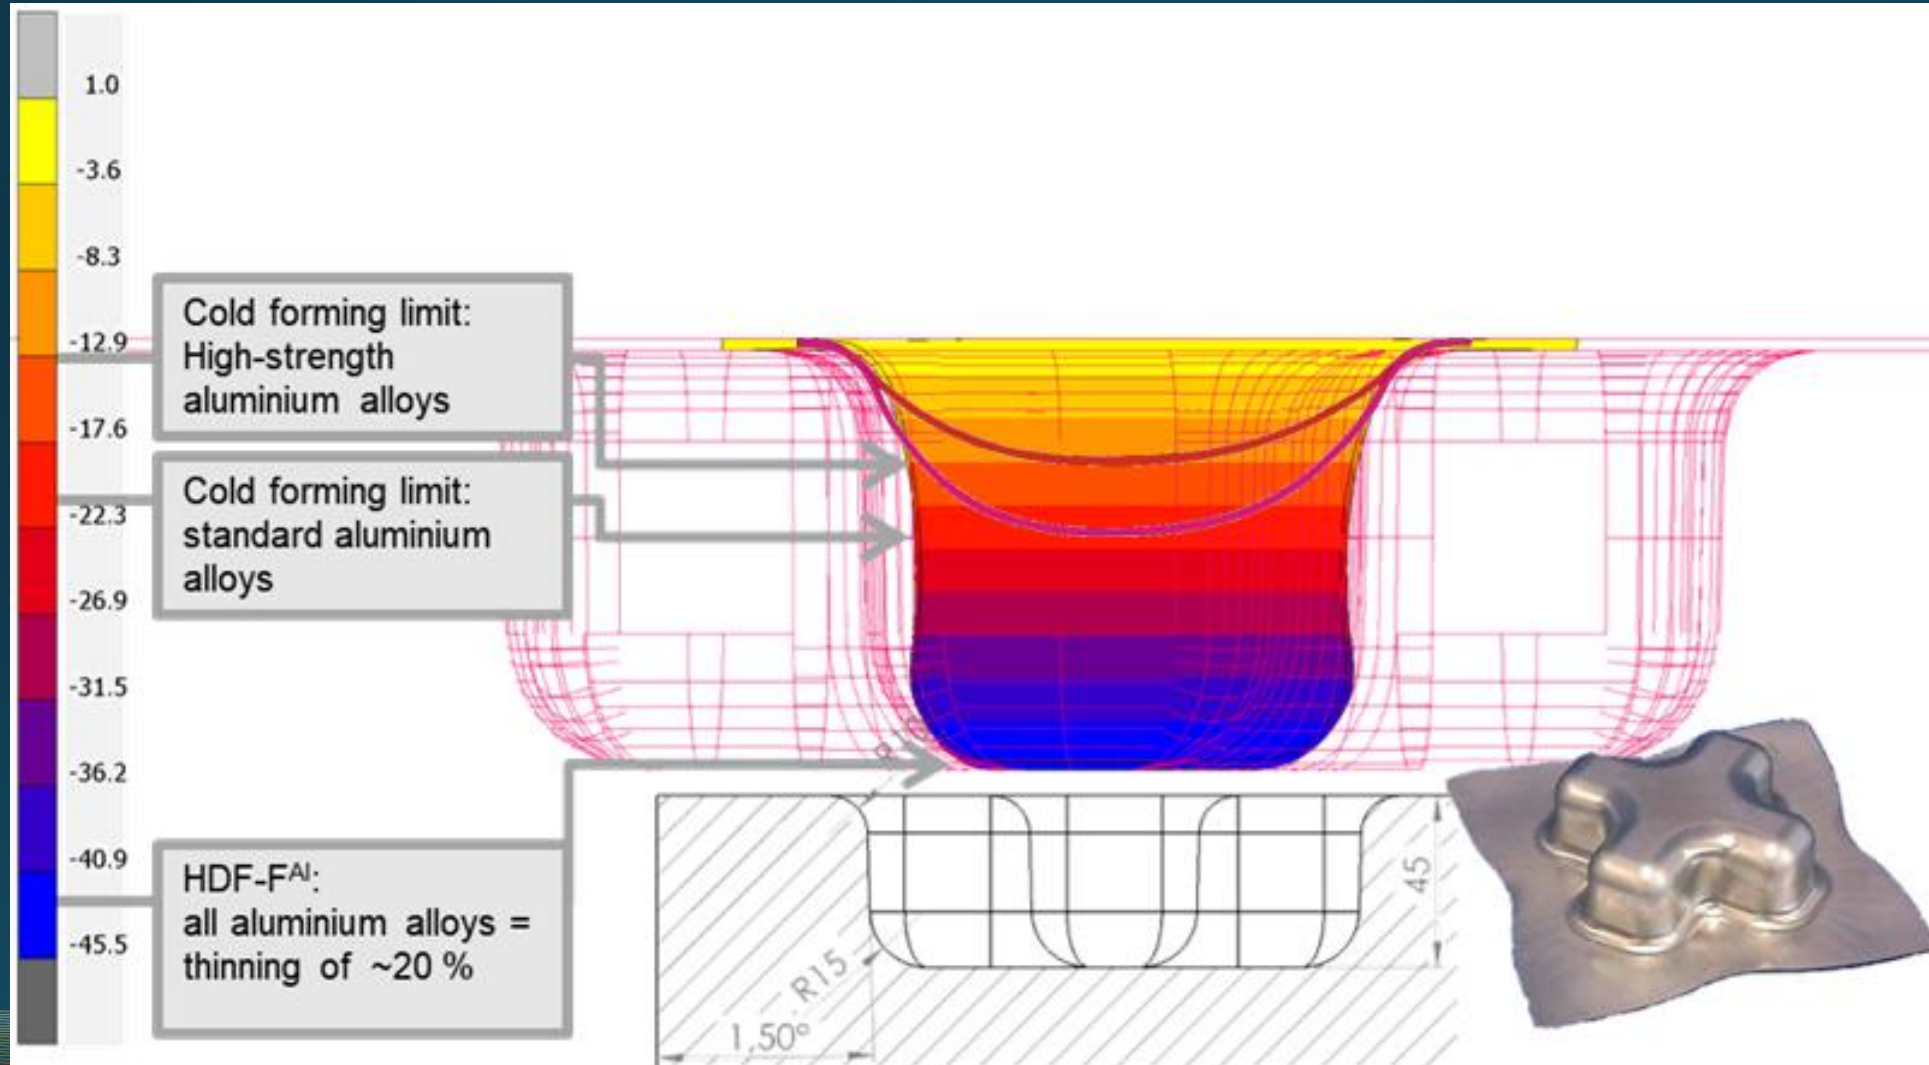 1.0
-3.6
-8.3
-12.9
-17.6
-22.3
-26.9
-31.5
-36.2
-40.9
-45.5
Cold forming limit:
High-strength
aluminium alloys
Cold forming limit:
standard aluminium
alloys
HDF-Fᴬˡ:
all aluminium alloys =
thinning of ~20 %
45
R15
1,50°